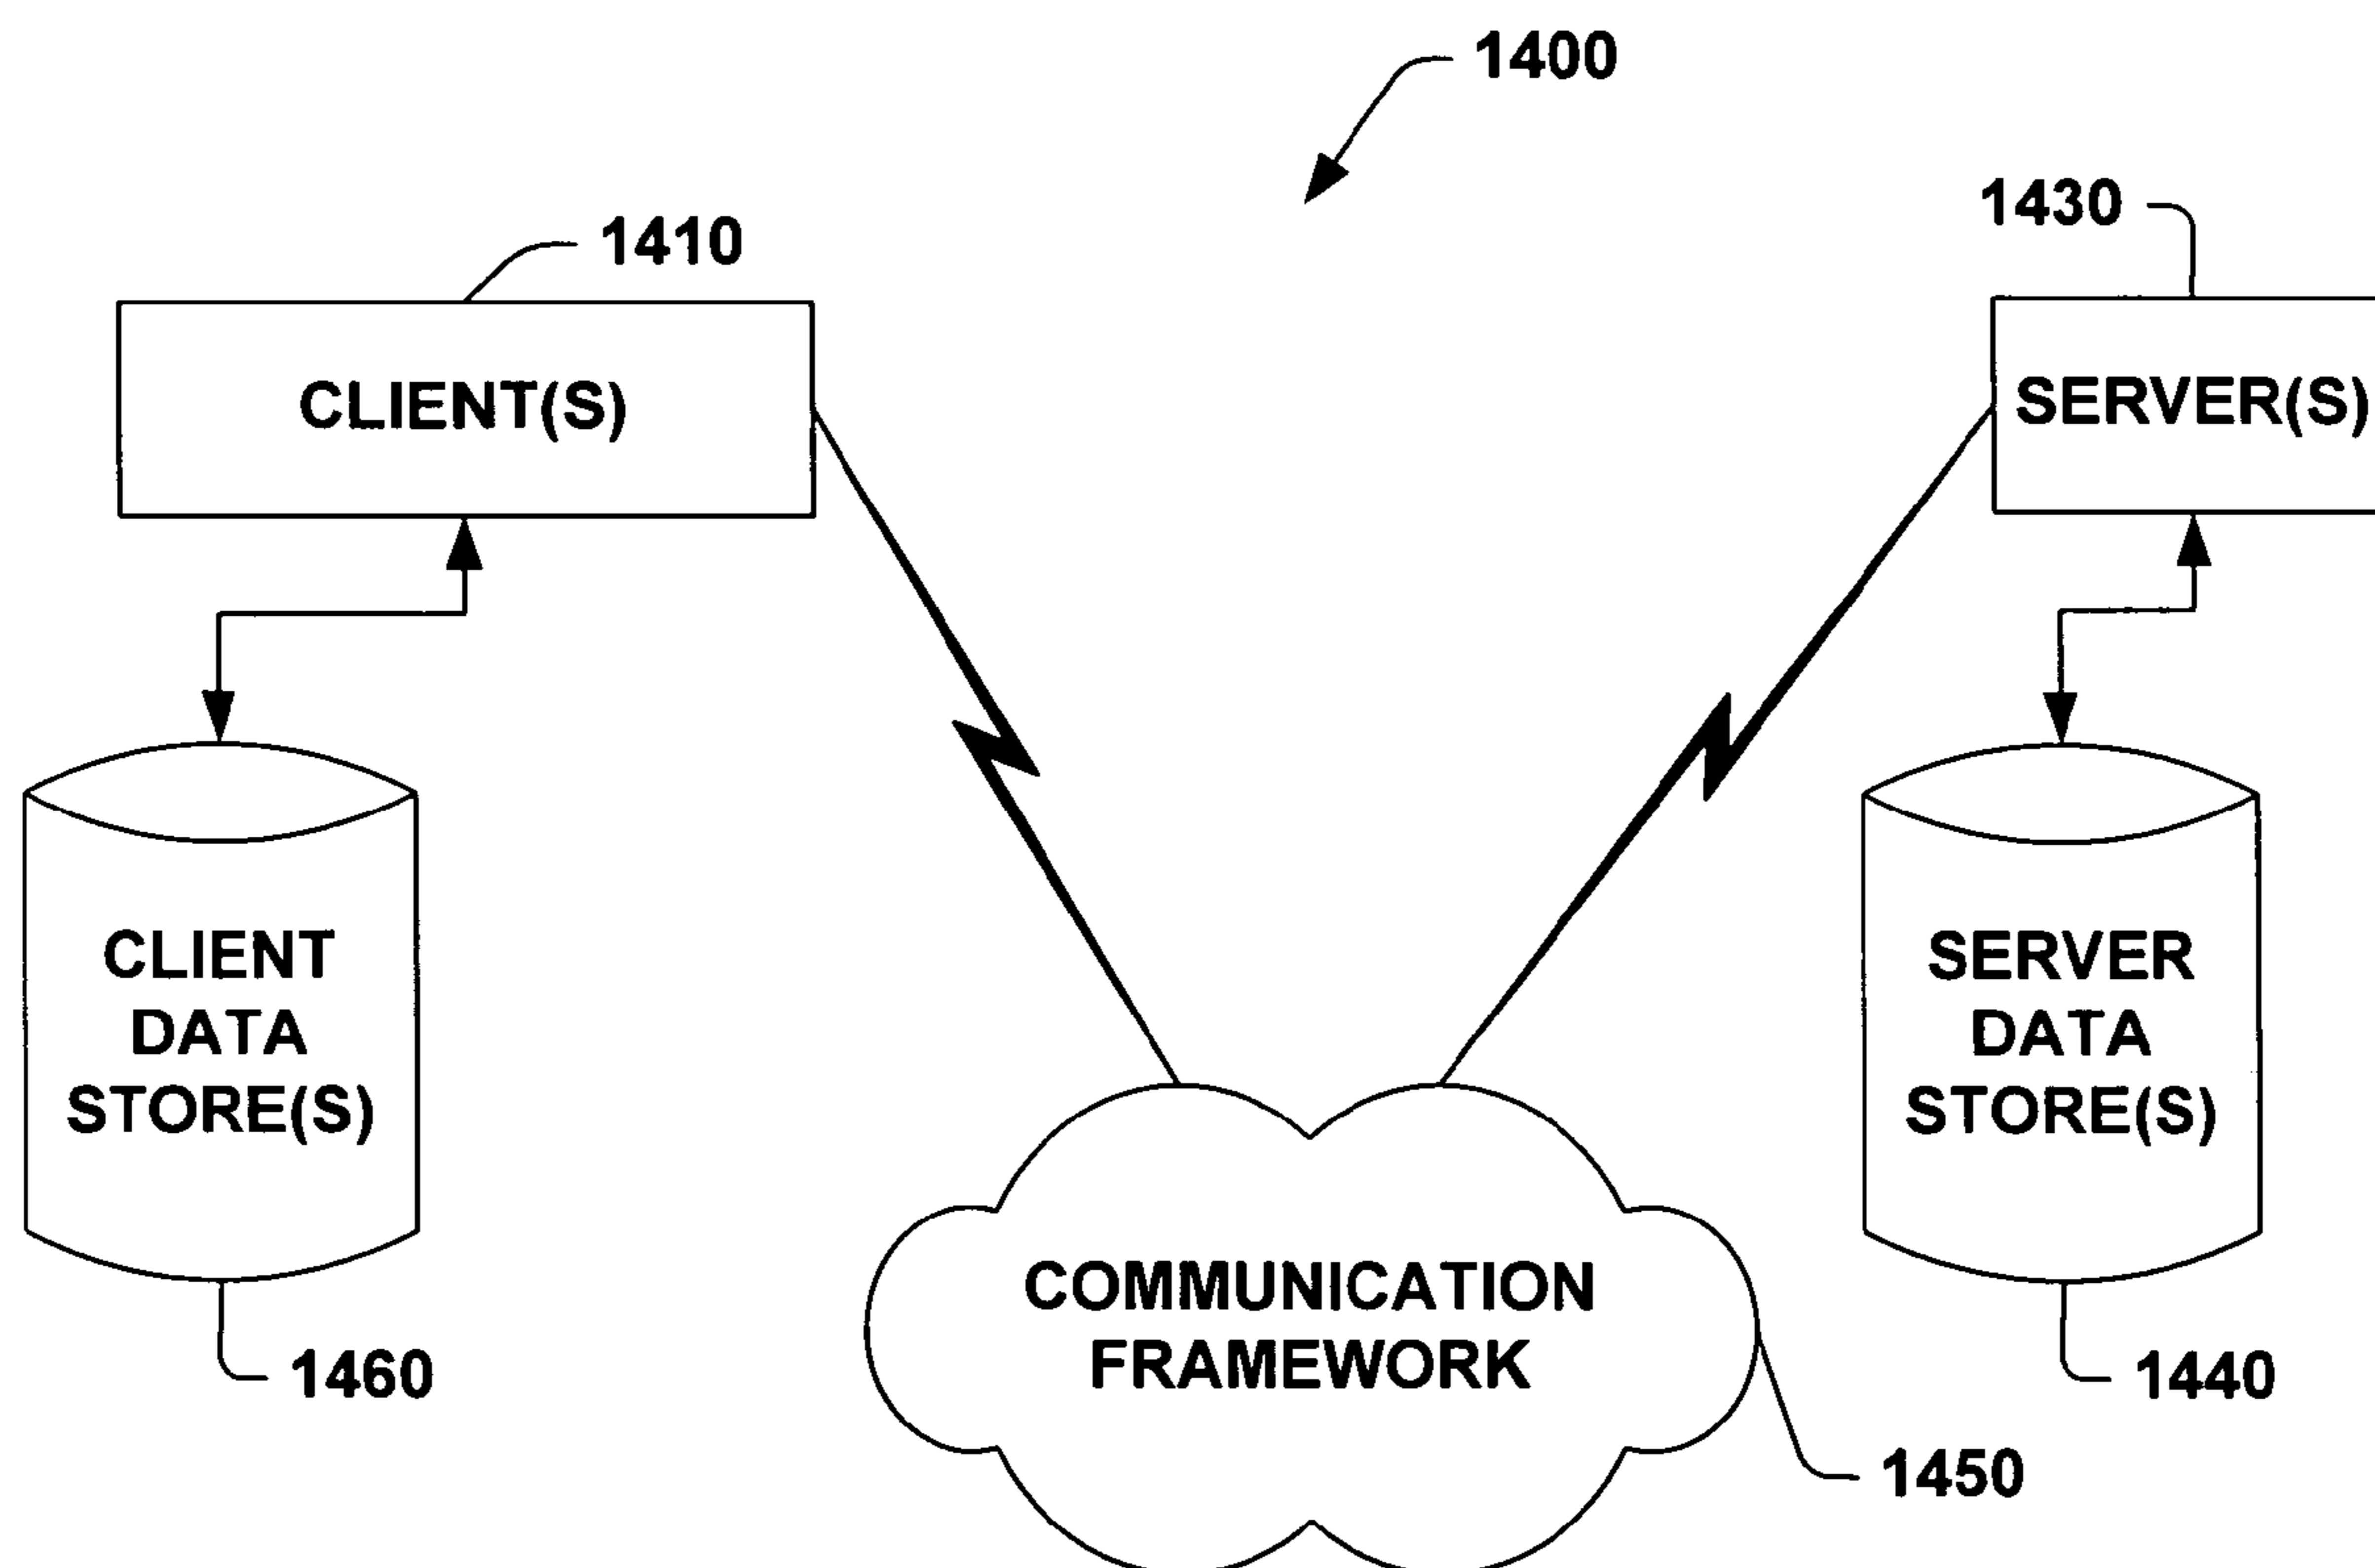 1400
1430
1410
CLIENT(S)
SERVER(S)
CLIENT
DATA
STORE(S)
SERVER
DATA
STORE(S)
COMMUNICATION
FRAMEWORK
1460
1440
1450